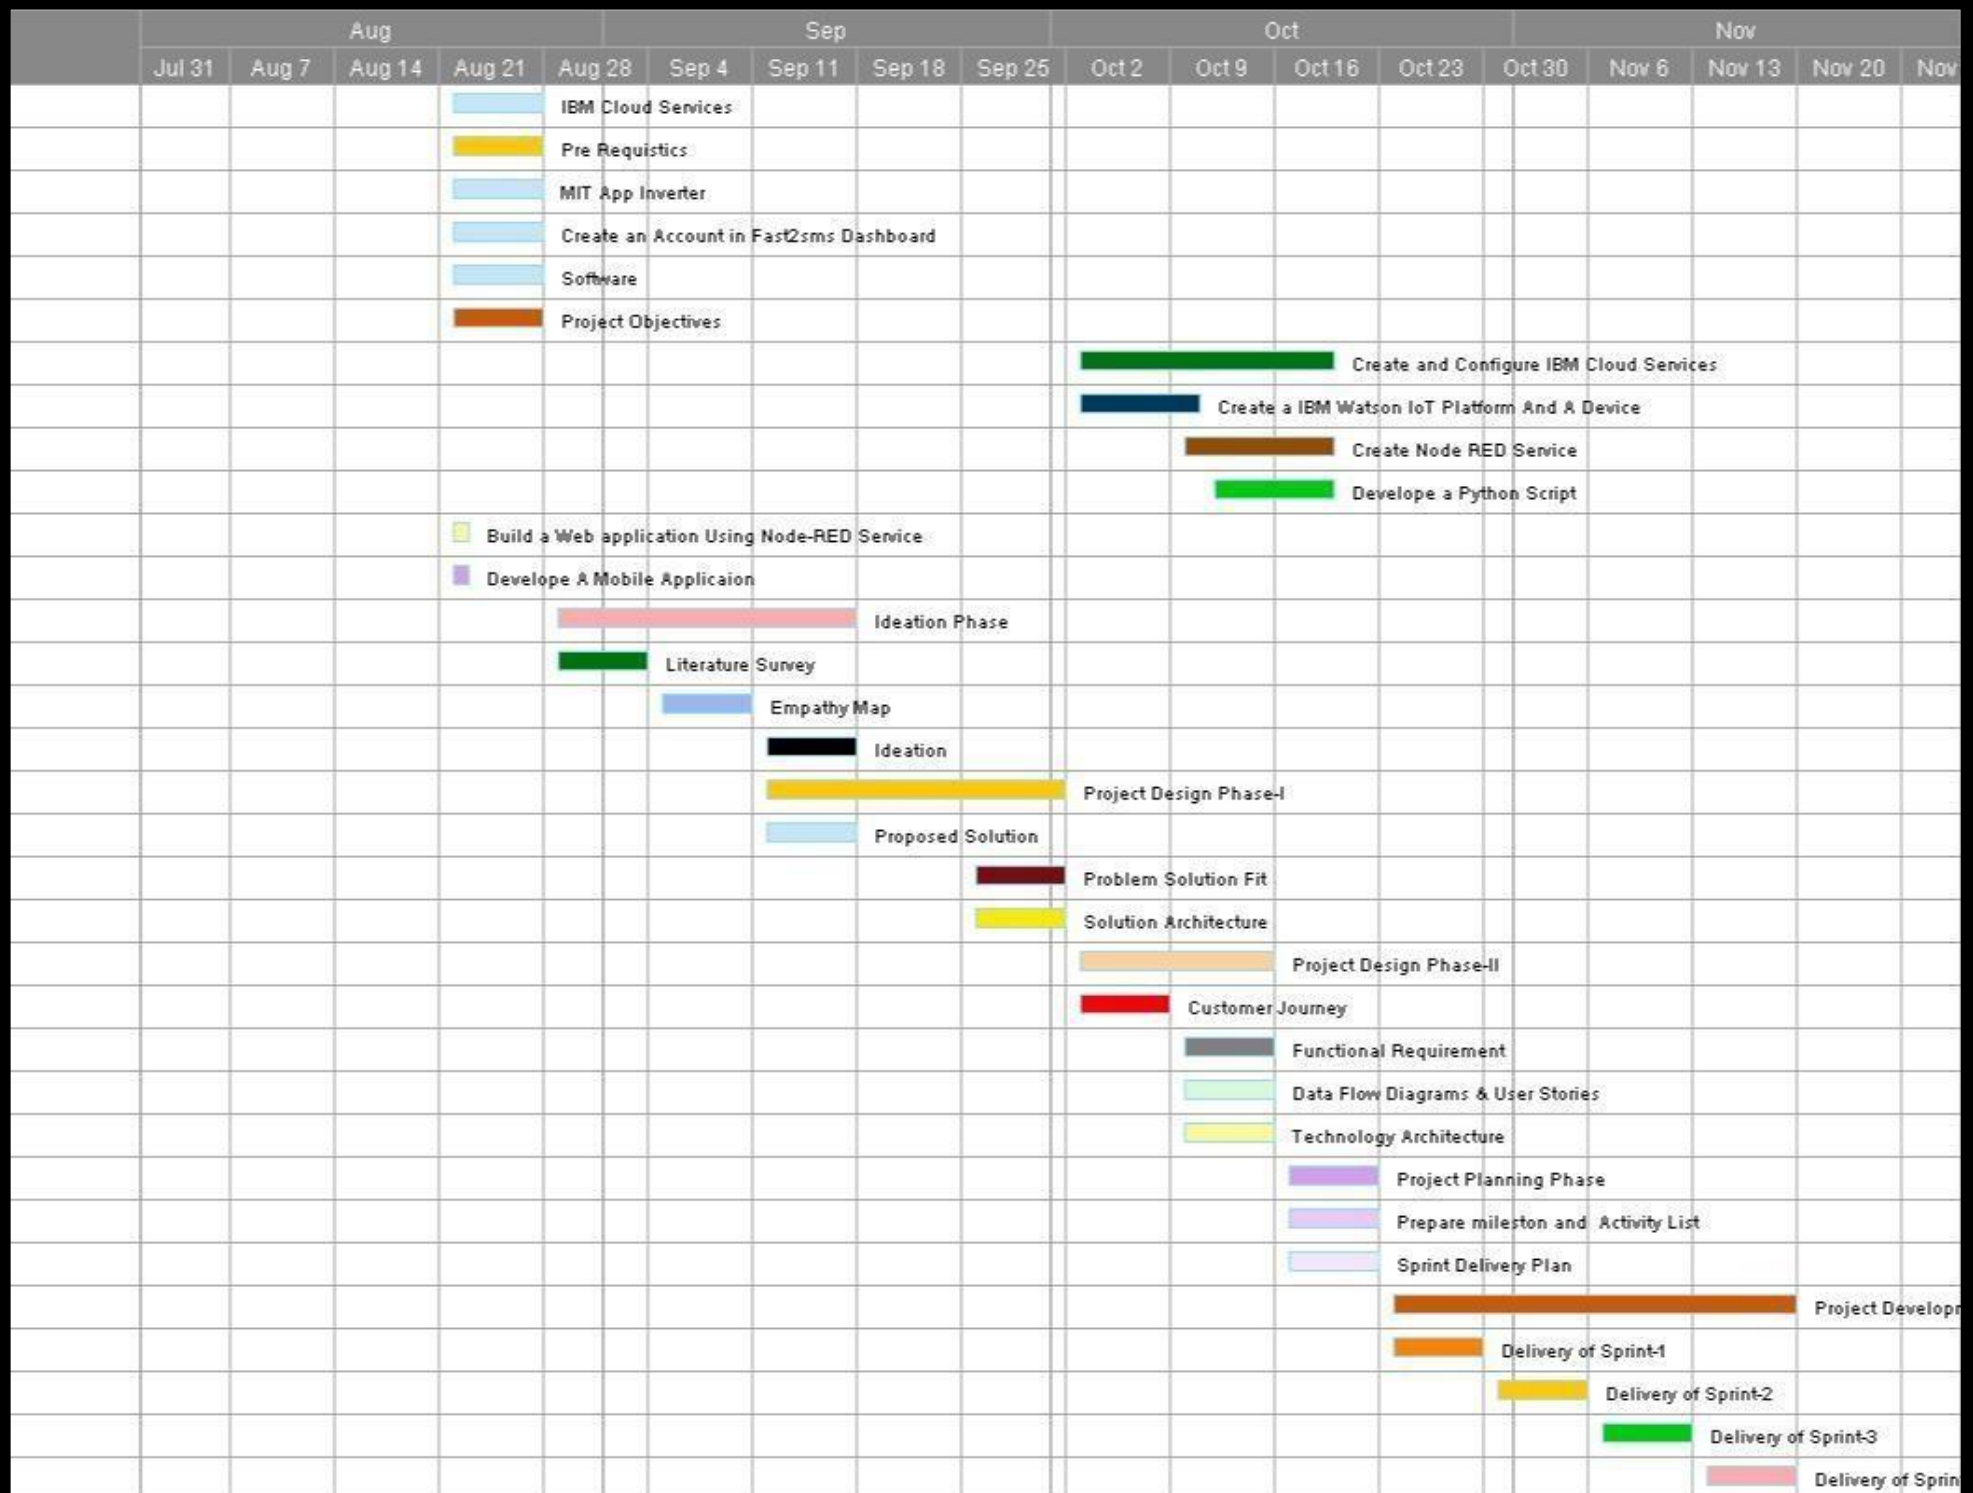 Aug Sep Oct Nov
Jul 31 Aug 7 Aug 14 Aug 21 Aug 28 Sep 4 Sep 11 Sep 18 Sep 25 Oct 2 Oct 9 Oct 16 Oct 23 Oct 30 Nov 6 Nov 13 Nov 20 Nov
IBM Cloud Services
Pre Requistics
MIT App Inverter
Create an Account in Fast2sms Dashboard
Software
Project Objectives
Create and Configure IBM Cloud Services
Create a IBM Watson IoT Platform And A Device
Create Node RED Service
Develope a Python Script
Build a Web application Using Node-RED Service
Develope A Mobile Applicaion
Ideation Phase
Literature Survey
Empathy Map
Ideation
Project Design Phase-I
Proposed Solution
Problem Solution Fit
Solution Architecture
Project Design Phase-II
Customer Journey
Functional Requirement
Data Flow Diagrams & User Stories
Technology Architecture
Project Planning Phase
Prepare mileston and Activity List
Sprint Delivery Plan
Project
Delivery of Sprint-1
Delivery of Sprint-2
Delivery of Sprint-3
Delivery of